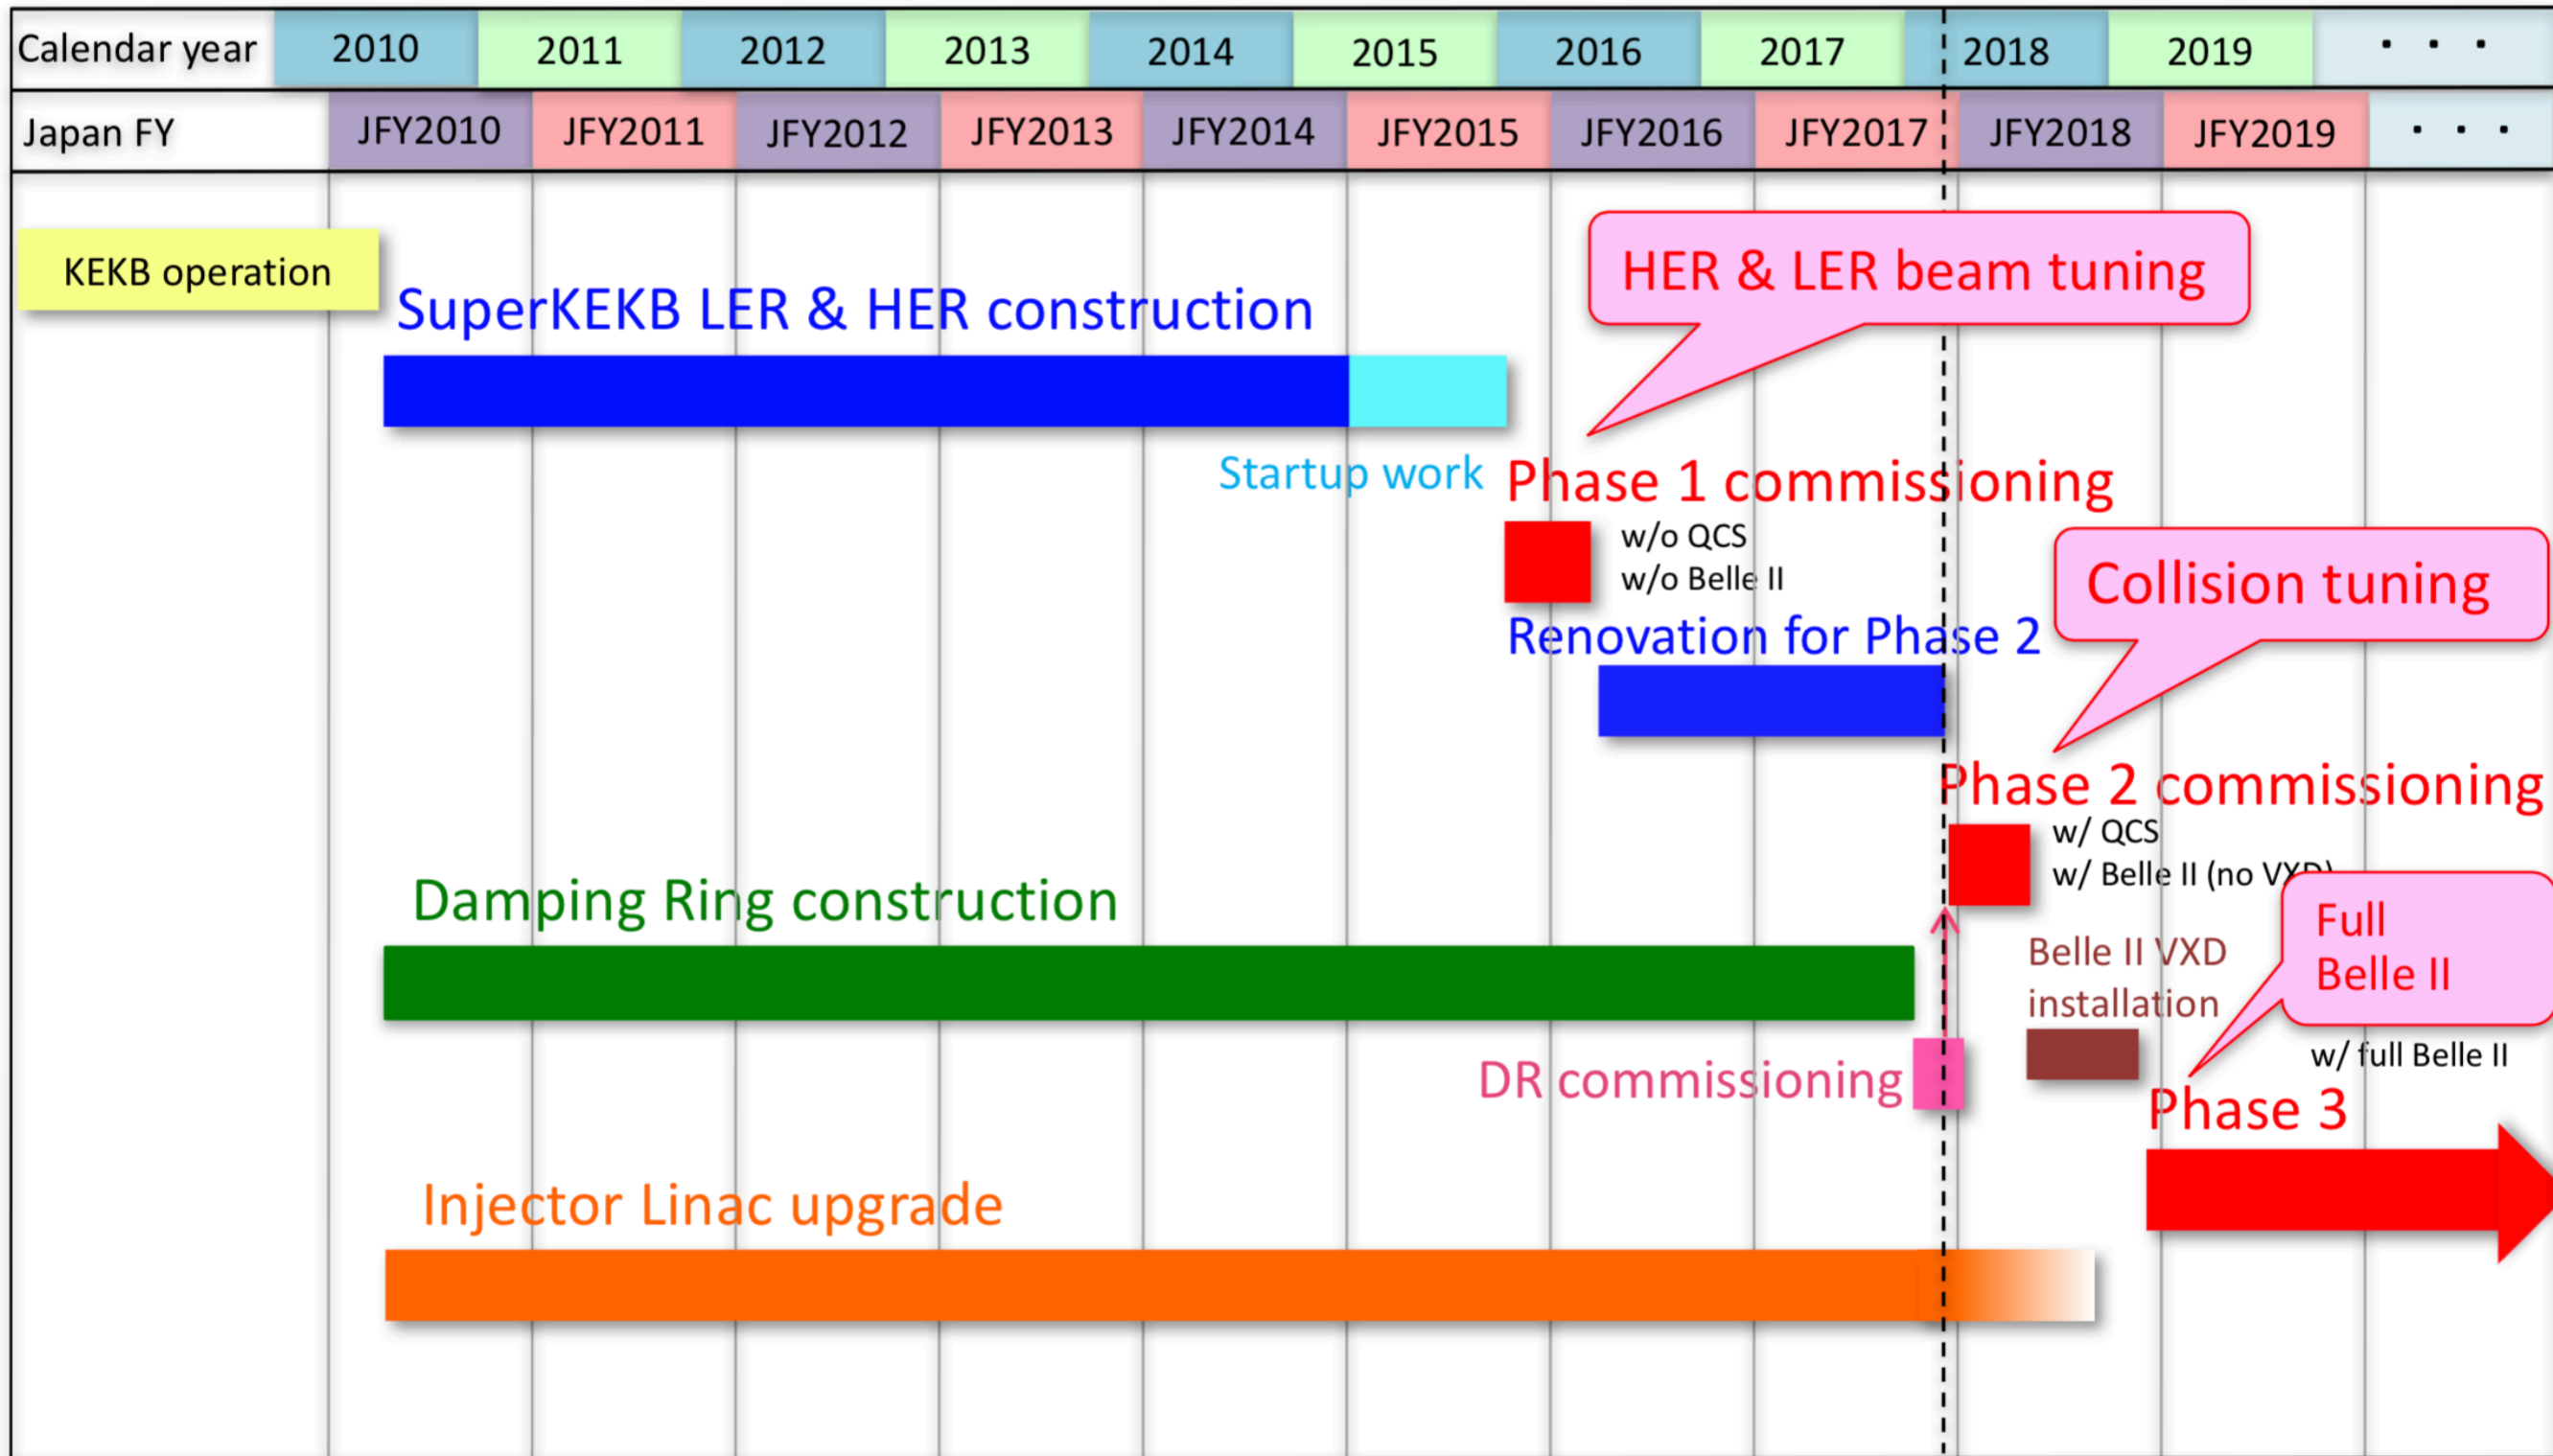 Calendar year 2010 2011 2012 2013 2014 2015 2016 2017 2018 2019 · · ·
Japan FY JFY2010 JFY2011 JFY2012 JFY2013 JFY2014 JFY2015 JFY2016 JFY2017 JFY2018 JFY2019 · · ·
KEKB operation
HER & LER beam tuning
SuperKEKB LER & HER construction
Startup work
Phase 1 commissioning
w/o QCS
w/o Belle II
Collision tuning
Renovation for Phase 2
Phase 2 commissioning
w/ QCS
w/ Belle II (no VXD)
Damping Ring construction
Full
Belle II
Belle II VXD
installation
w/ full Belle II
DR commissioning
Phase 3
Injector Linac upgrade